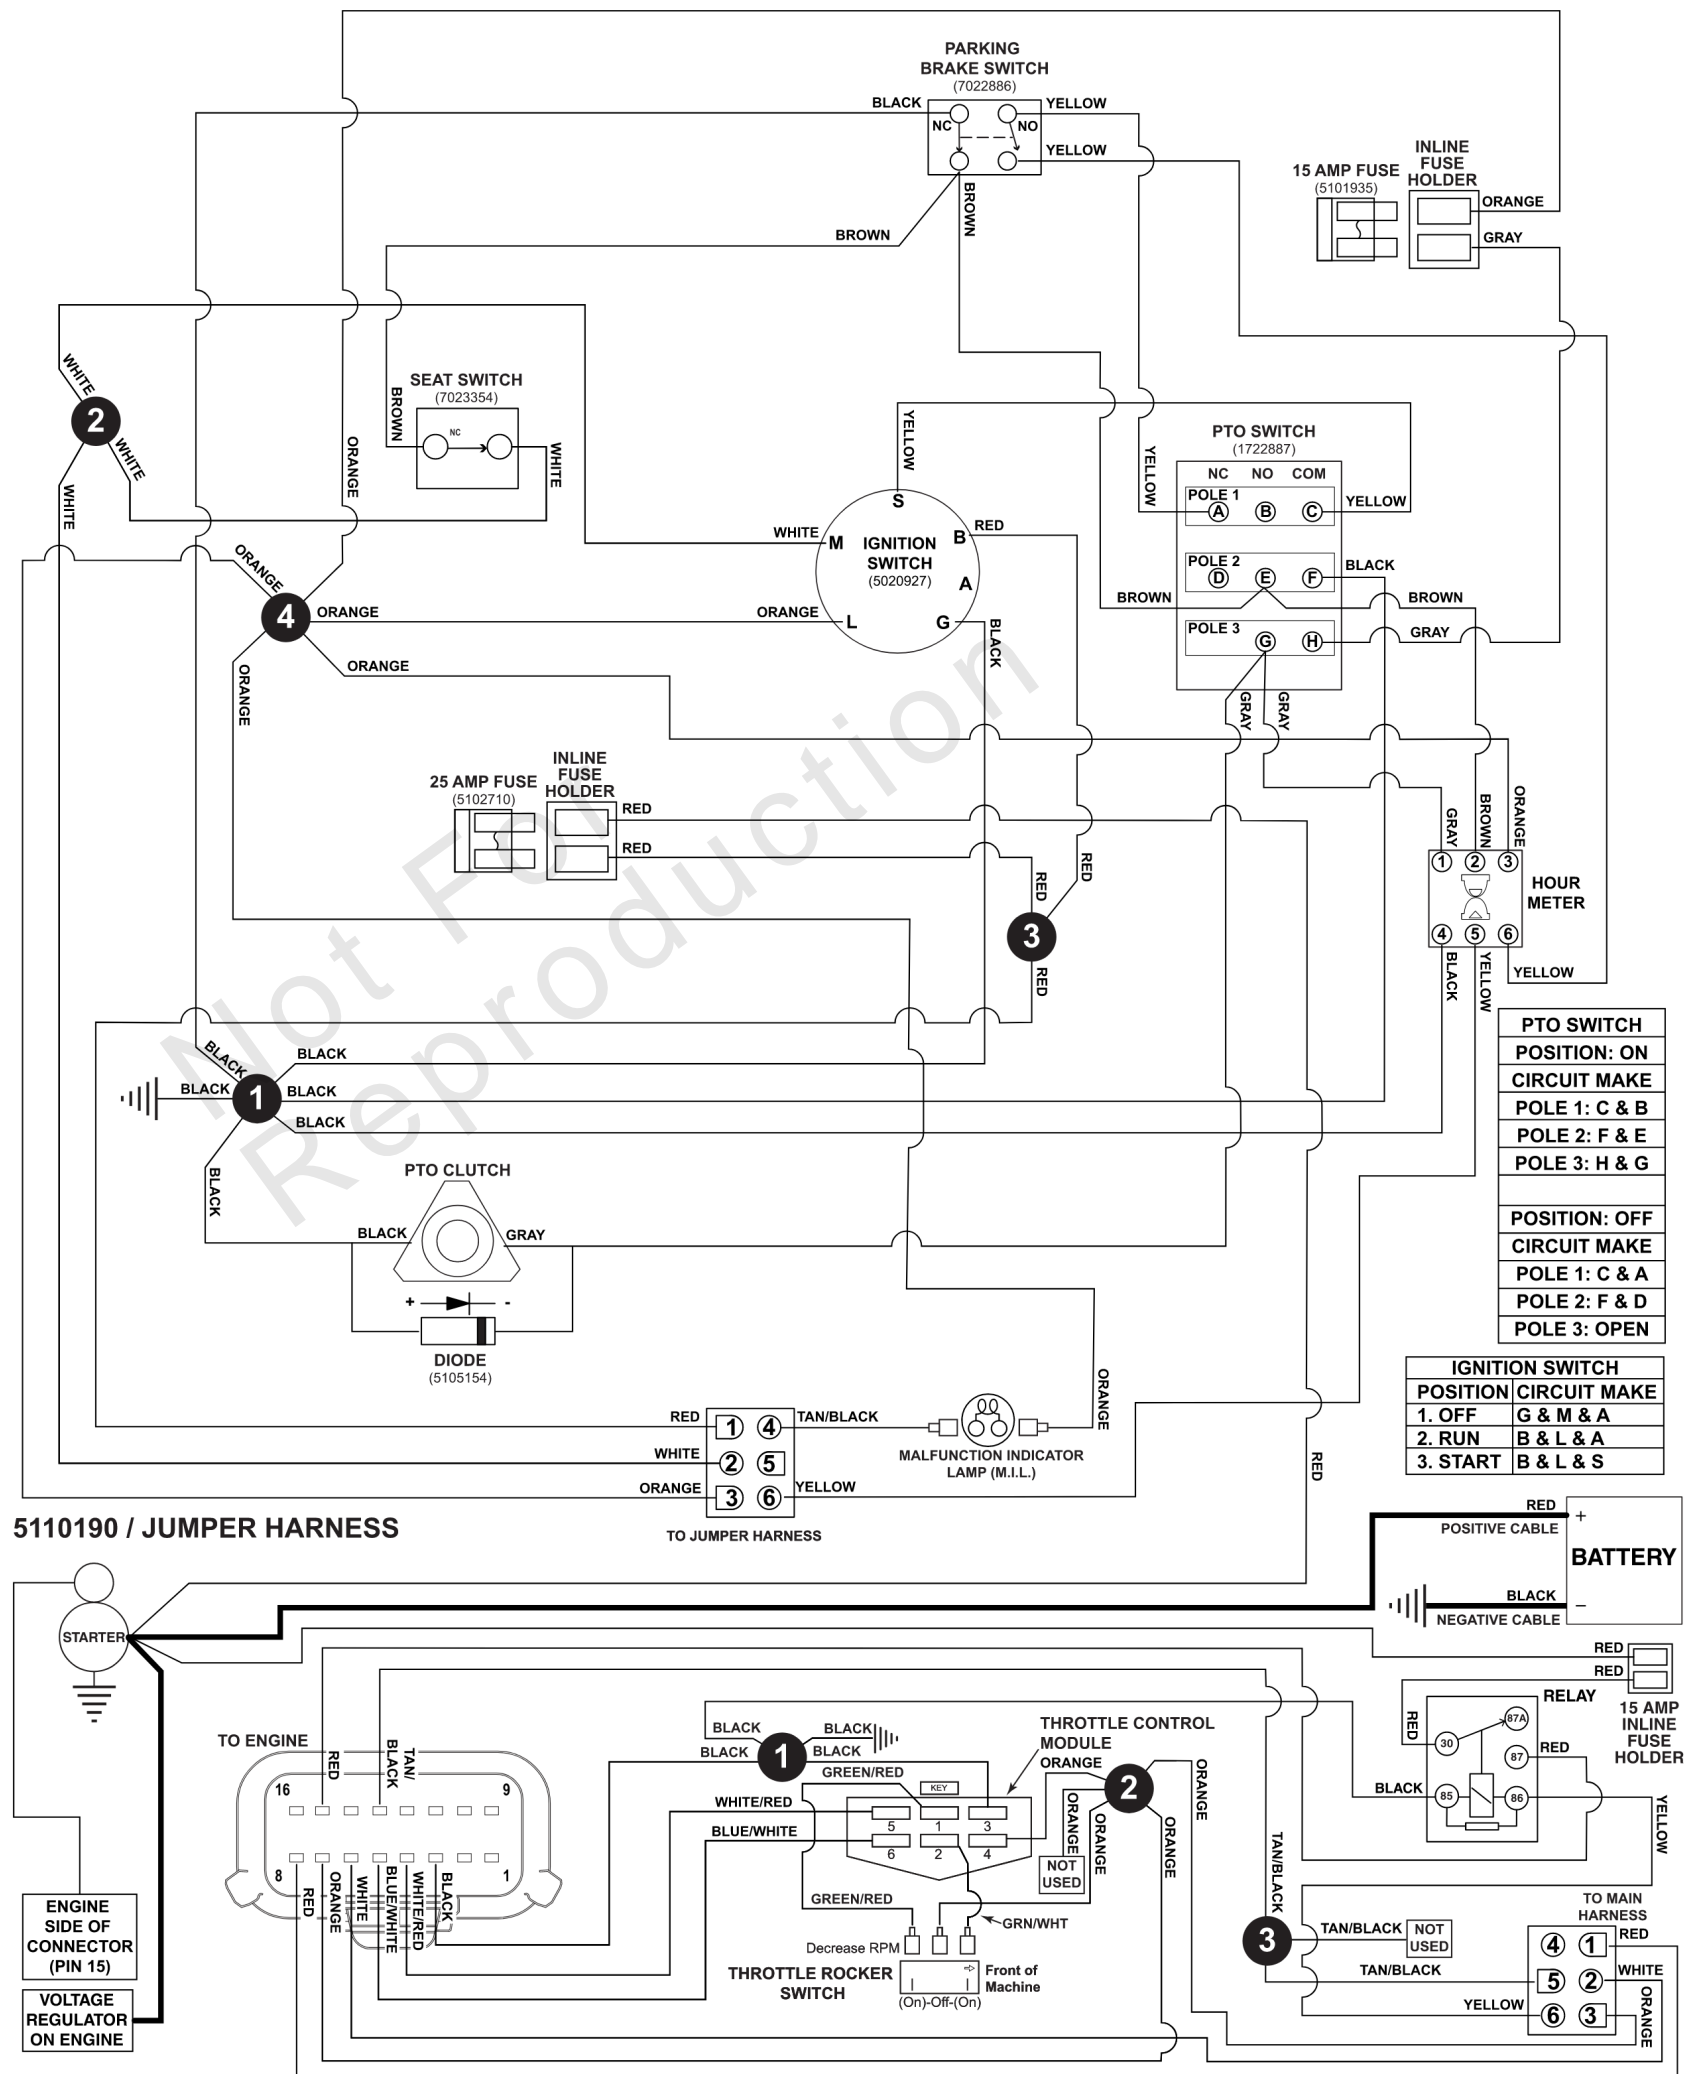 PARKING
BRAKE SWITCH
(7022886)
BLACK
YELLOW
NC
NO
YELLOW
BROWN
BROWN
INLINE
FUSE
HOLDER
15 AMP FUSE
(5101935)
ORANGE
GRAY
WHITE
2
WHITE
WHITE
SEAT SWITCH
(7023354)
NC
BROWN
WHITE
ORANGE
YELLOW
YELLOW
PTO SWITCH
(1722887)
NC NO COM
POLE 1
A B C
YELLOW
POLE 2
D E F
BLACK
BROWN
BROWN
POLE 3
G H
GRAY
GRAY
GRAY
WHITE
S
M
B
RED
IGNITION
SWITCH
(5020927)
A
L
G
BLACK
ORANGE
4
ORANGE
ORANGE
ORANGE
ORANGE
Not For
Reproduction
25 AMP FUSE
(5102710)
INLINE
FUSE
HOLDER
RED
RED
RED
RED
3
RED
GRAY
BROWN
ORANGE
1 2 3
HOUR
METER
4 5 6
BLACK
YELLOW
YELLOW
BLACK
BLACK
BLACK
1
BLACK
BLACK
BLACK
PTO CLUTCH
BLACK
GRAY
+ -
DIODE
(5105154)
PTO SWITCH
POSITION: ON
CIRCUIT MAKE
POLE 1: C & B
POLE 2: F & E
POLE 3: H & G
POSITION: OFF
CIRCUIT MAKE
POLE 1: C & A
POLE 2: F & D
POLE 3: OPEN
IGNITION SWITCH
POSITION CIRCUIT MAKE
1. OFF G & M & A
2. RUN B & L & A
3. START B & L & S
ORANGE
RED
RED 1 4 TAN/BLACK
WHITE 2 5
ORANGE 3 6 YELLOW
MALFUNCTION INDICATOR
LAMP (M.I.L.)
TO JUMPER HARNESS
5110190 / JUMPER HARNESS
RED
POSITIVE CABLE
+
BATTERY
BLACK
NEGATIVE CABLE
−
STARTER
RED
RED
15 AMP
INLINE
FUSE
HOLDER
RELAY
RED
30
87A
87
RED
BLACK
85
86
YELLOW
TO ENGINE
RED
TAN/
BLACK
16
9
8
1
RED
ORANGE
WHITE
BLUE/WHITE
WHITE/RED
BLACK
BLACK
BLACK
BLACK
1
BLACK
THROTTLE CONTROL
MODULE
GREEN/RED
KEY
ORANGE
2
ORANGE
ORANGE
ORANGE
ORANGE
WHITE/RED
BLUE/WHITE
5 1 3
6 2 4
NOT
USED
GREEN/RED
GRN/WHT
Decrease RPM
THROTTLE ROCKER
SWITCH
Front of
Machine
(On)-Off-(On)
TAN/BLACK
3
TAN/BLACK
NOT
USED
TAN/BLACK
YELLOW
TO MAIN
HARNESS
4 1 RED
5 2 WHITE
6 3
ORANGE
ENGINE
SIDE OF
CONNECTOR
(PIN 15)
VOLTAGE
REGULATOR
ON ENGINE